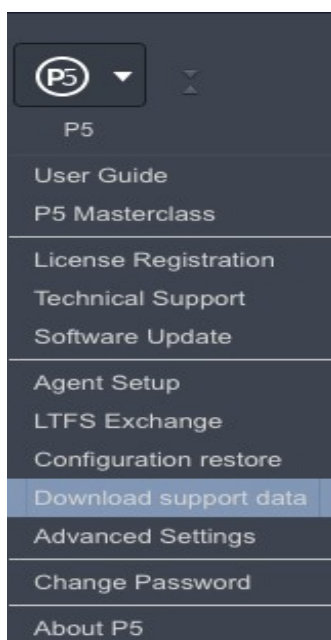 P5
P5
User Guide
P5 Masterclass
License Registration
Technical Support
Software Update
Agent Setup
LTFS Exchange
Configuration restore
Download support data
Advanced Settings
Change Password
About P5